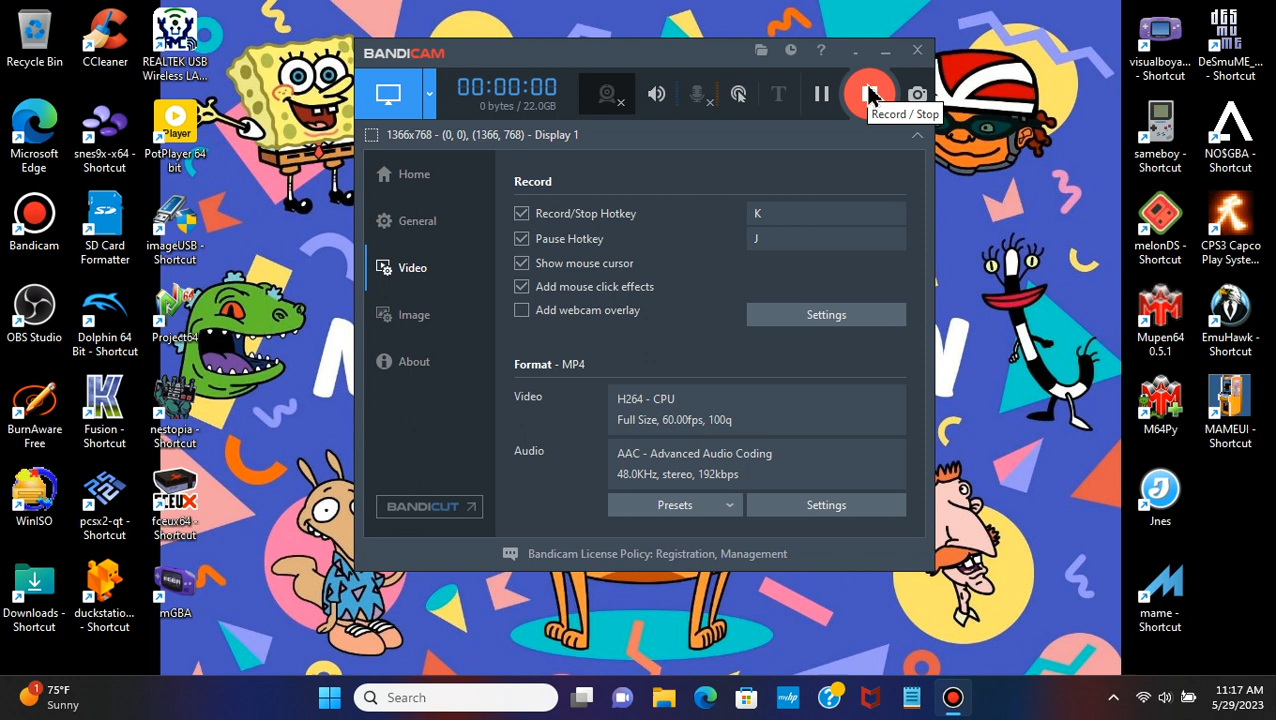 Recycle Bin
CCleaner
REALTEK USB
Wireless LA...
Microsoft
Edge
snes9x-x64 -
Shortcut
Player
PotPlayer 64
bit
Bandicam
SD
SD Card
Formatter
imageUSB -
Shortcut
OBS Studio
Dolphin 64
Bit - Shortcut
Project64
BurnAware
Free
Fusion -
Shortcut
nestopia -
Shortcut
WinISO
pcsx2-qt -
Shortcut
FCEUX
fceux64 -
Shortcut
Downloads -
Shortcut
duckstatio...
- Shortcut
mGBA
BANDICAM
?
00:00:00
0 bytes / 22.0GB
T
Record / Stop
1366x768 - (0, 0), (1366, 768) - Display 1
Home
General
Video
Image
About
BANDICUT
Record
Record/Stop Hotkey
K
Pause Hotkey
J
Show mouse cursor
Add mouse click effects
Add webcam overlay
Settings
Format - MP4
Video
H264 - CPU
Full Size, 60.00fps, 100q
Audio
AAC - Advanced Audio Coding
48.0KHz, stereo, 192kbps
Presets
Settings
Bandicam License Policy: Registration, Management
visualboya...
- Shortcut
DeSmuME
DeSmuME_...
- Shortcut
sameboy -
Shortcut
NO$GBA -
Shortcut
melonDS -
Shortcut
CPS3 Capco
Play Syste...
Mupen64
0.5.1
EmuHawk -
Shortcut
M64Py
MAMEUI -
Shortcut
Jnes
mame -
Shortcut
1
75°F
Sunny
Search
myhp
?
11:17 AM
5/29/2023